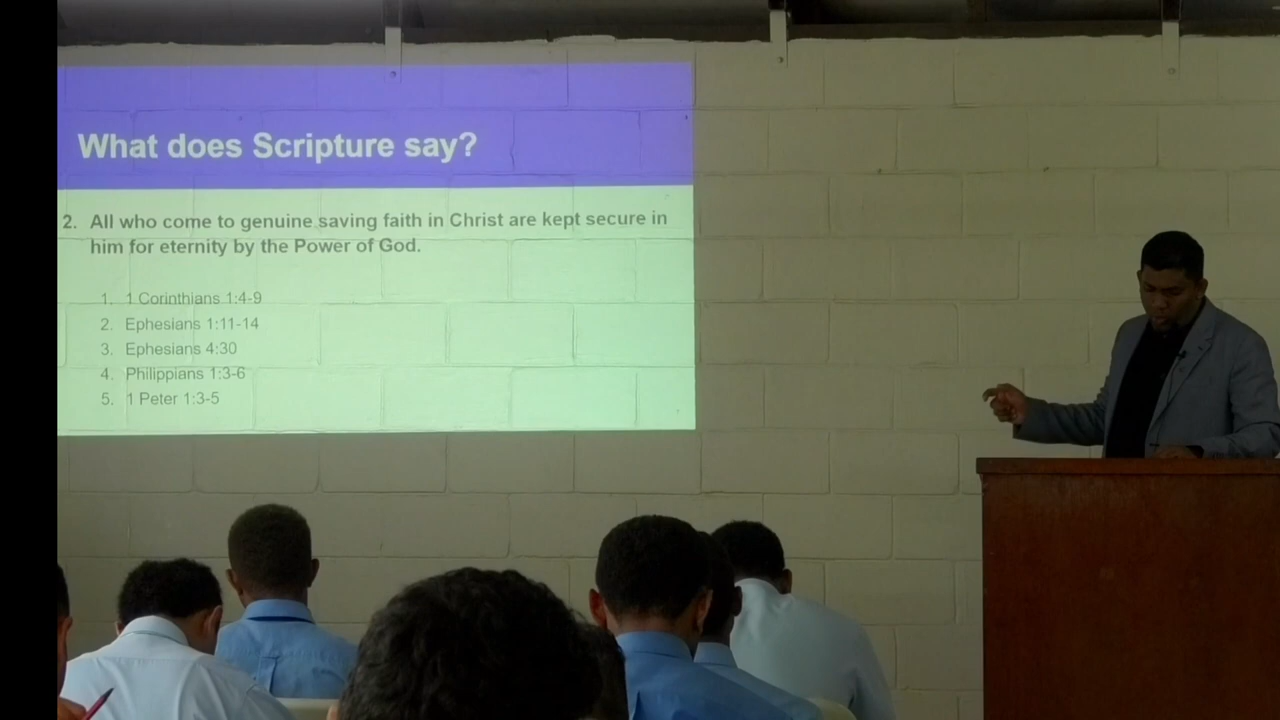 What does Scripture say?
2. All who come to genuine saving faith in Christ are kept secure in
him for eternity by the Power of God.
1. 1 Corinthians 1:4-9
2. Ephesians 1:11-14
3. Ephesians 4:30
4. Philippians 1:3-6
5. 1 Peter 1:3-5